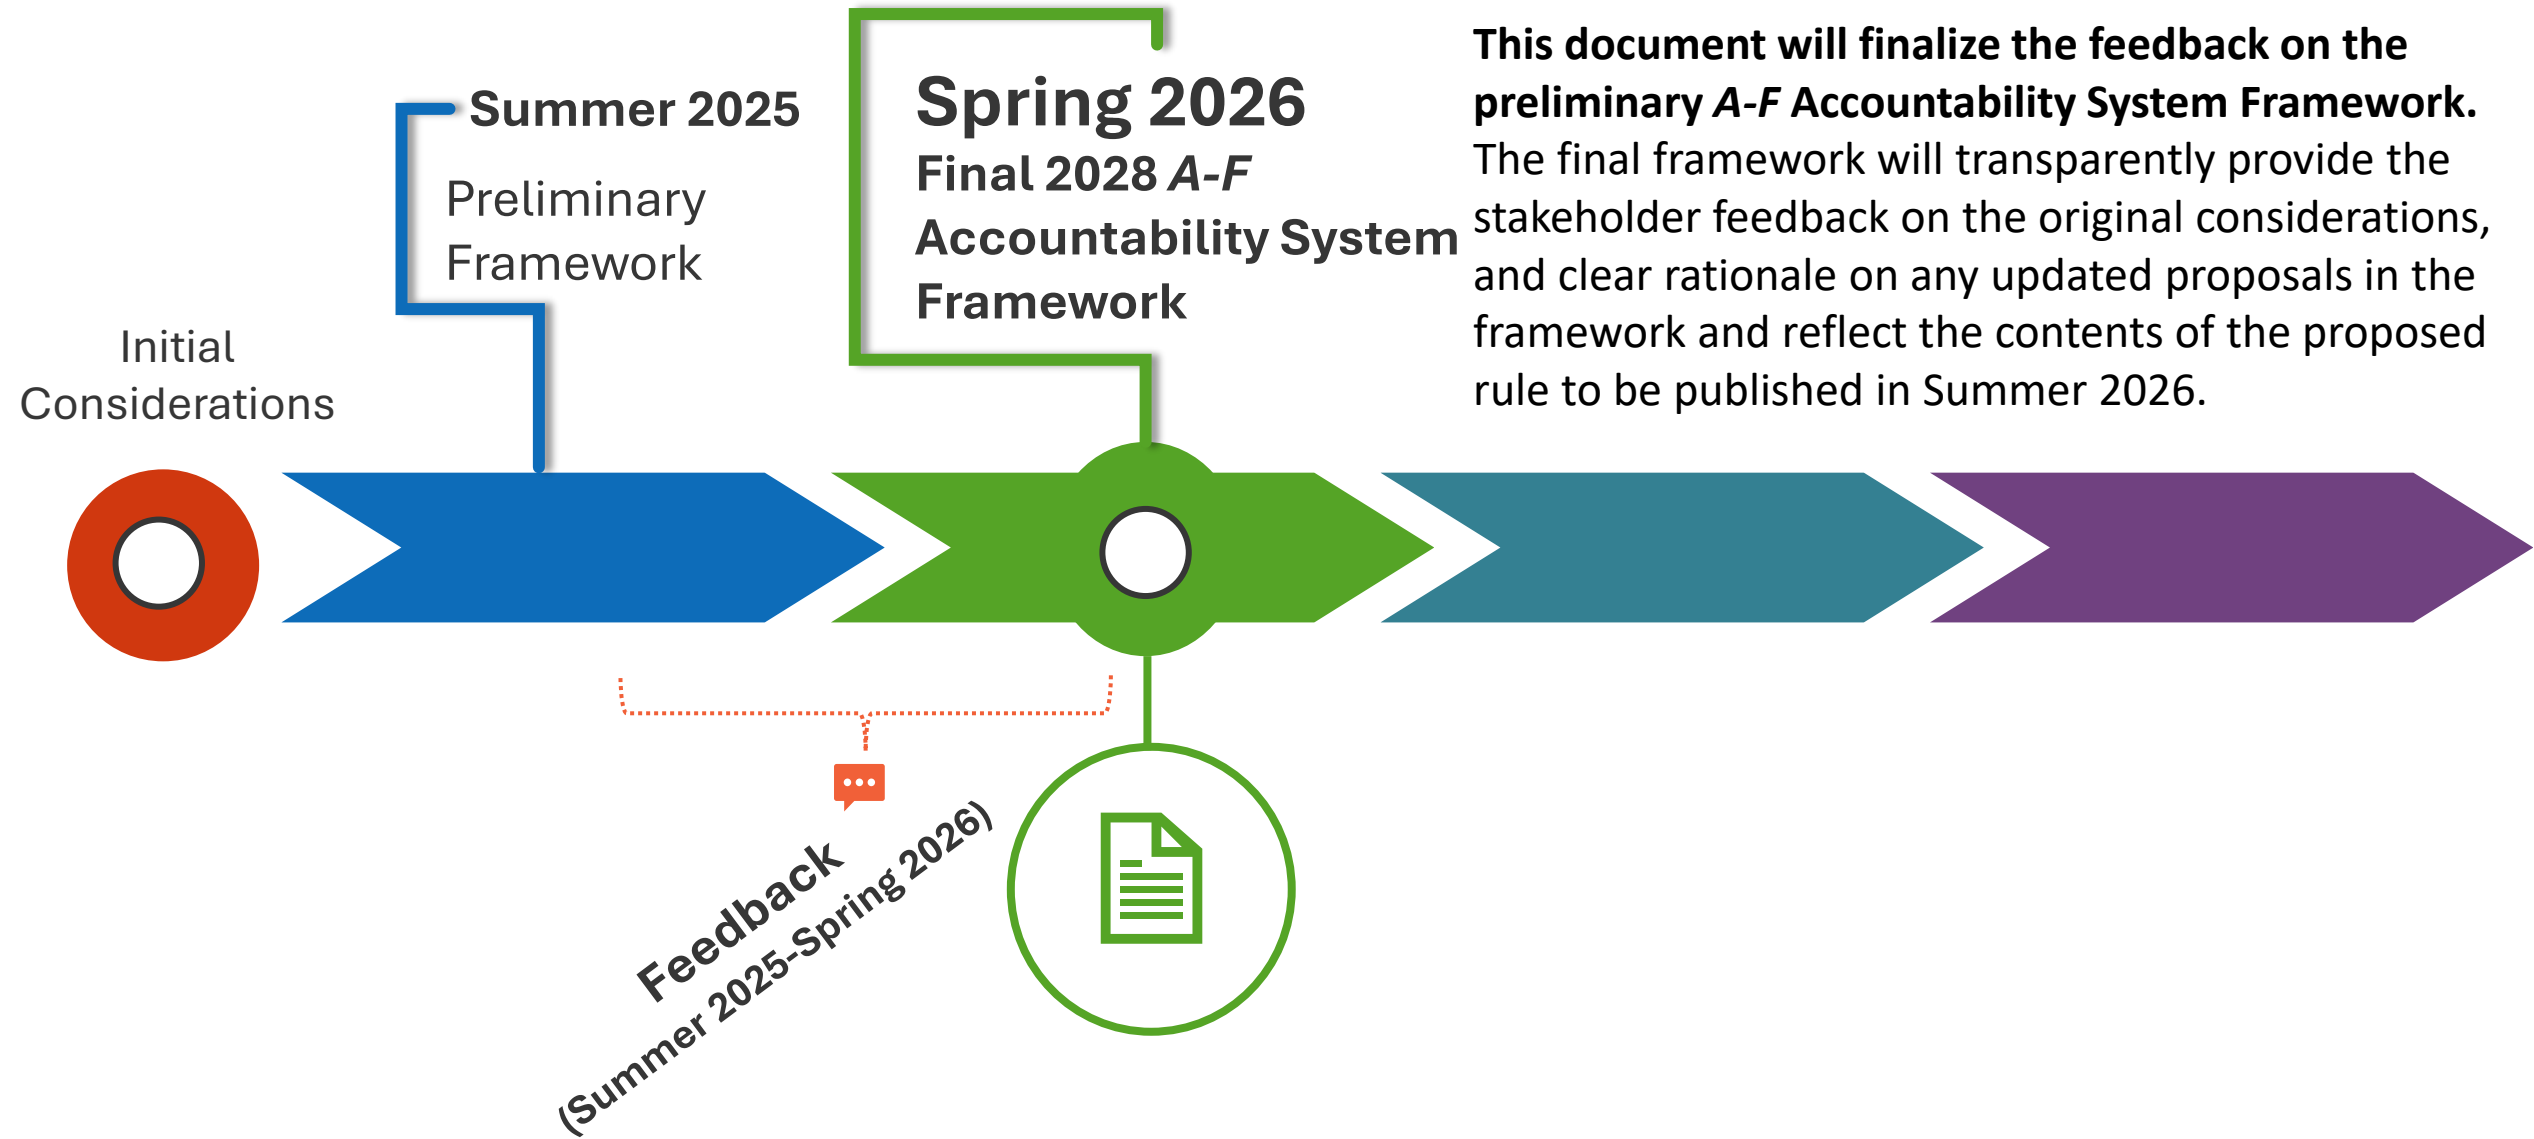 Initial
Considerations
Summer 2025
Preliminary
Framework
Spring 2026
Final 2028 A-F
Accountability System
Framework
This document will finalize the feedback on the
preliminary A-F Accountability System Framework.
The final framework will transparently provide the
stakeholder feedback on the original considerations,
and clear rationale on any updated proposals in the
framework and reflect the contents of the proposed
rule to be published in Summer 2026.
Feedback
(Summer 2025-Spring 2026)